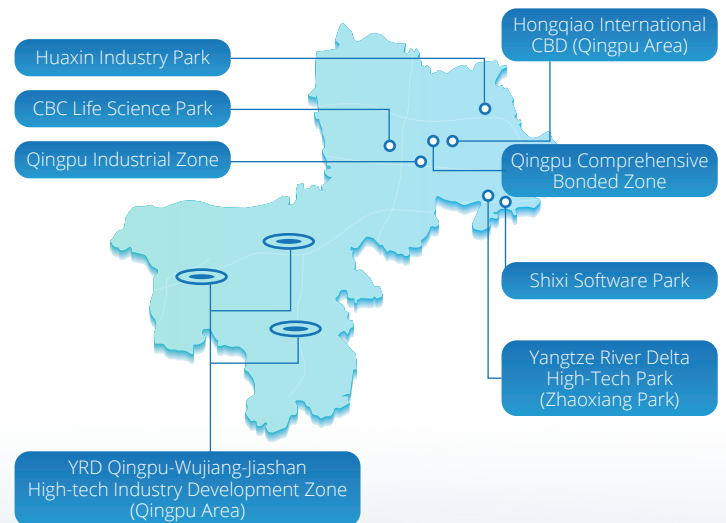 Huaxin Industry Park
CBC Life Science Park
Qingpu Industrial Zone
Hongqiao International
CBD (Qingpu Area)
Qingpu Comprehensive
Bonded Zone
Shixi Software Park
Yangtze River Delta
High-Tech Park
(Zhaoxiang Park)
YRD Qingpu-Wujiang-Jiashan
High-tech Industry Development Zone
(Qingpu Area)